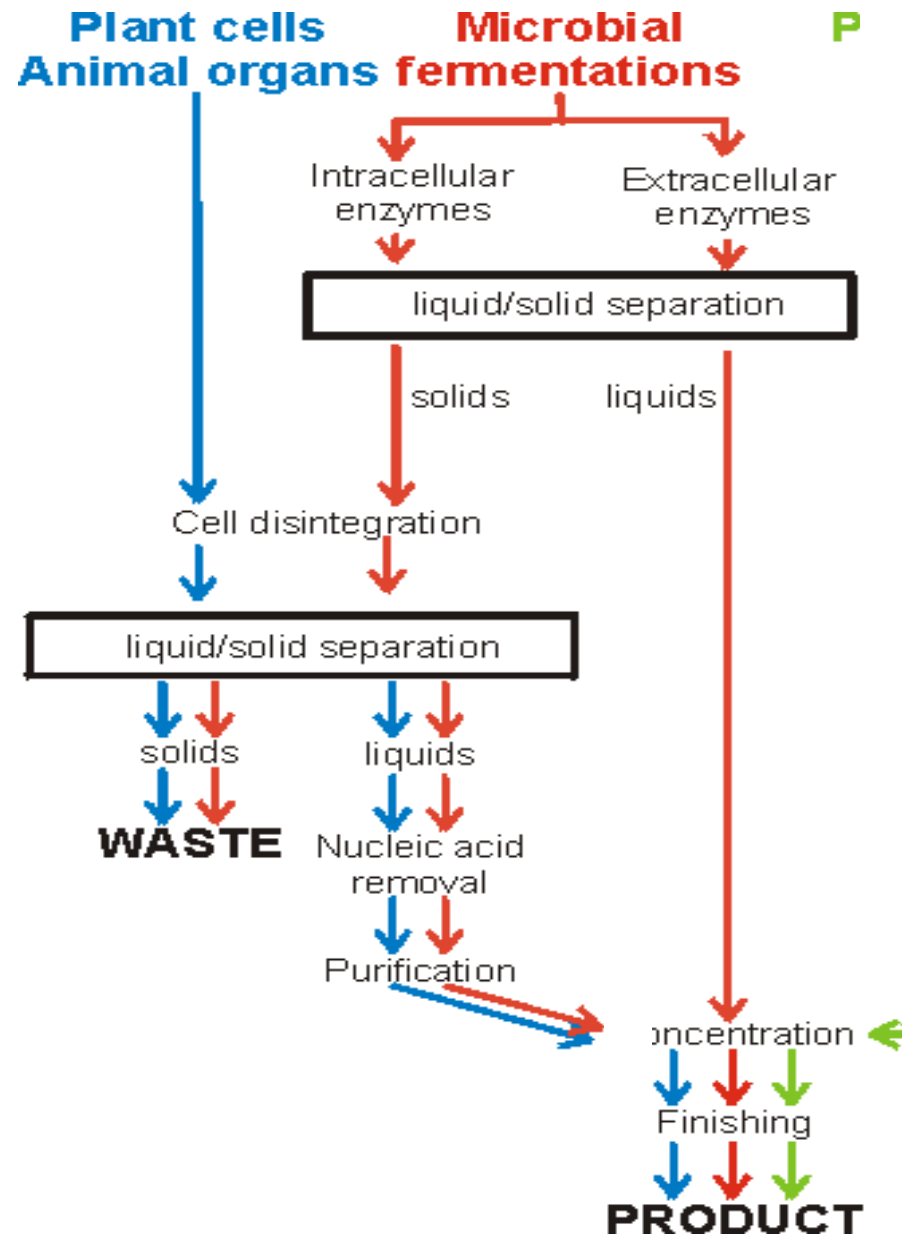 Plant cells
Animal organs
Microbial
fermentations
P
Intracellular
enzymes
Extracellular
enzymes
liquid/solid separation
solids
liquids
Cell disintegration
liquid/solid separation
solids
liquids
WASTE
Nucleic acid
removal
Purification
oncentration
Finishing
PRODUCT